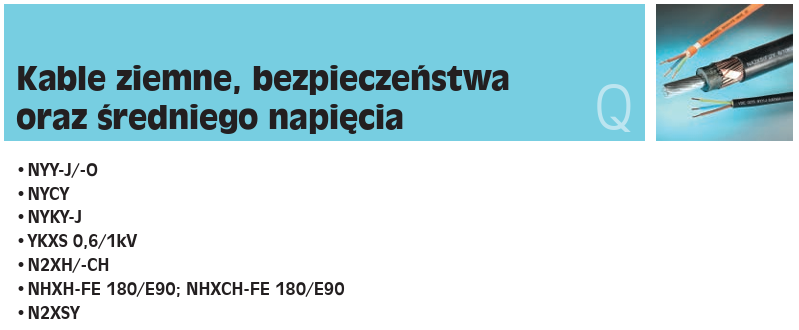 Kable ziemne, bezpieczeństwa
oraz średniego napięcia
Q
• NYY-J/-O
• NYCY
• NYKY-J
• YKXS 0,6/1kV
• N2XH/-CH
• NHXH-FE 180/E90; NHXCH-FE 180/E90
• N2XSY